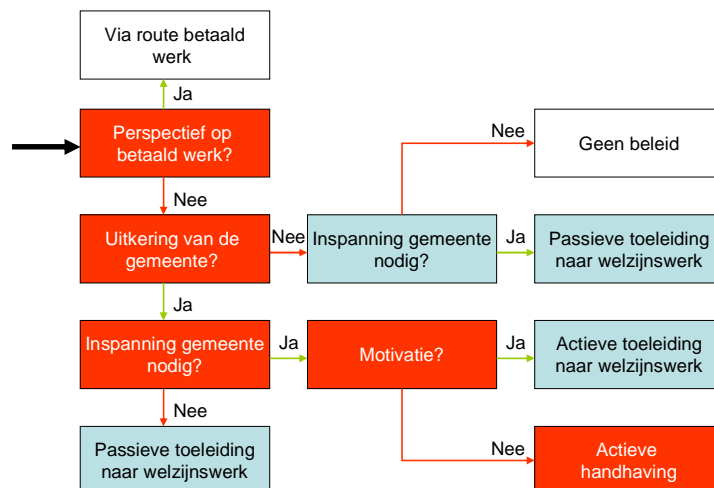 Via route betaald
werk
Ja
Perspectief op
betaald werk?
Nee
Geen beleid
Nee
Uitkering van de
gemeente?
Nee
Inspanning gemeente
nodig?
Ja
Passieve toeleiding
naar welzijnswerk
Ja
Inspanning gemeente
nodig?
Ja
Motivatie?
Ja
Actieve toeleiding
naar welzijnswerk
Nee
Passieve toeleiding
naar welzijnswerk
Nee
Actieve
handhaving